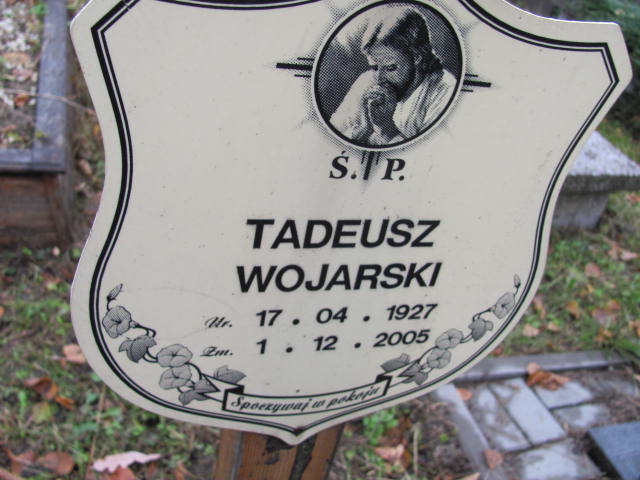 Ś. P.
TADEUSZ
WOJARSKI
Ur. 17 . 04 . 1927
Zm. 1 . 12 . 2005
Spoczywaj w pokoju